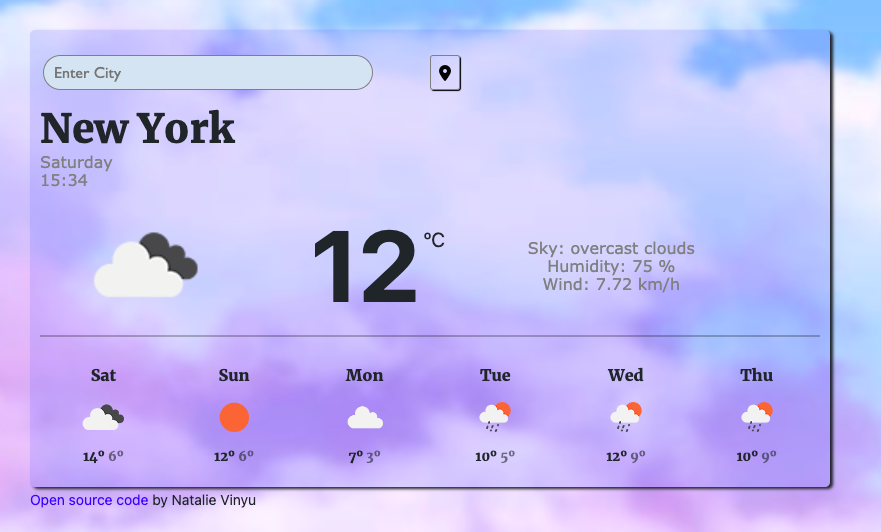 Enter City
New York
Saturday
15:34
12 °C
Sky: overcast clouds
Humidity: 75 %
Wind: 7.72 km/h
Sat Sun Mon Tue Wed Thu
14° 6° 12° 6° 7° 3° 10° 5° 12° 9° 10° 9°
Open source code by Natalie Vinyu